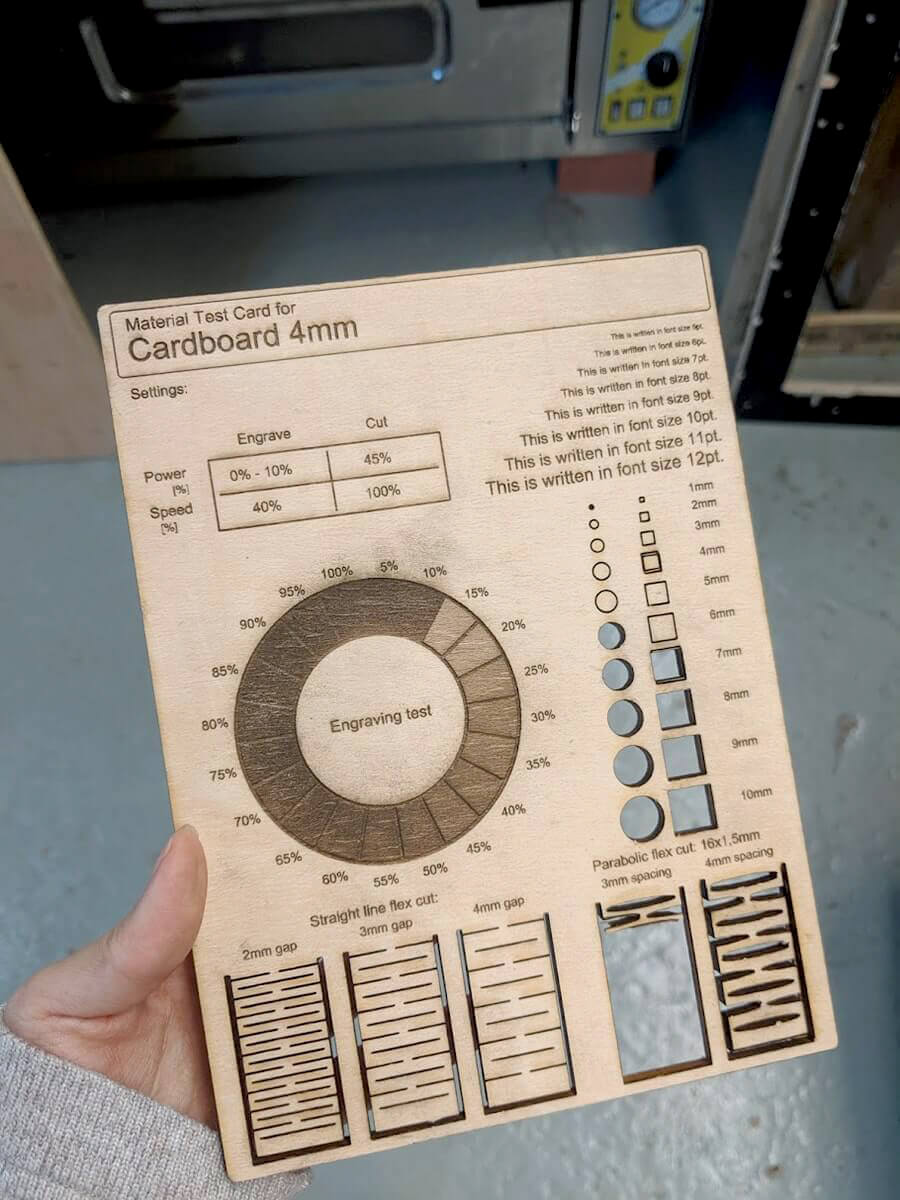 Material Test Card for
Cardboard 4mm
Settings:
Engrave Cut
Power [%] 0% - 10% 45%
Speed [%] 40% 100%
This is written in font size 5pt.
This is written in font size 6pt.
This is written in font size 7pt.
This is written in font size 8pt.
This is written in font size 9pt.
This is written in font size 10pt.
This is written in font size 11pt.
This is written in font size 12pt.
1mm
2mm
3mm
4mm
5mm
6mm
7mm
8mm
9mm
10mm
5%
10%
15%
20%
25%
30%
35%
40%
45%
50%
55%
60%
65%
70%
75%
80%
85%
90%
95%
100%
Engraving test
Straight line flex cut:
2mm gap
3mm gap
4mm gap
Parabolic flex cut: 16x1,5mm
3mm spacing
4mm spacing